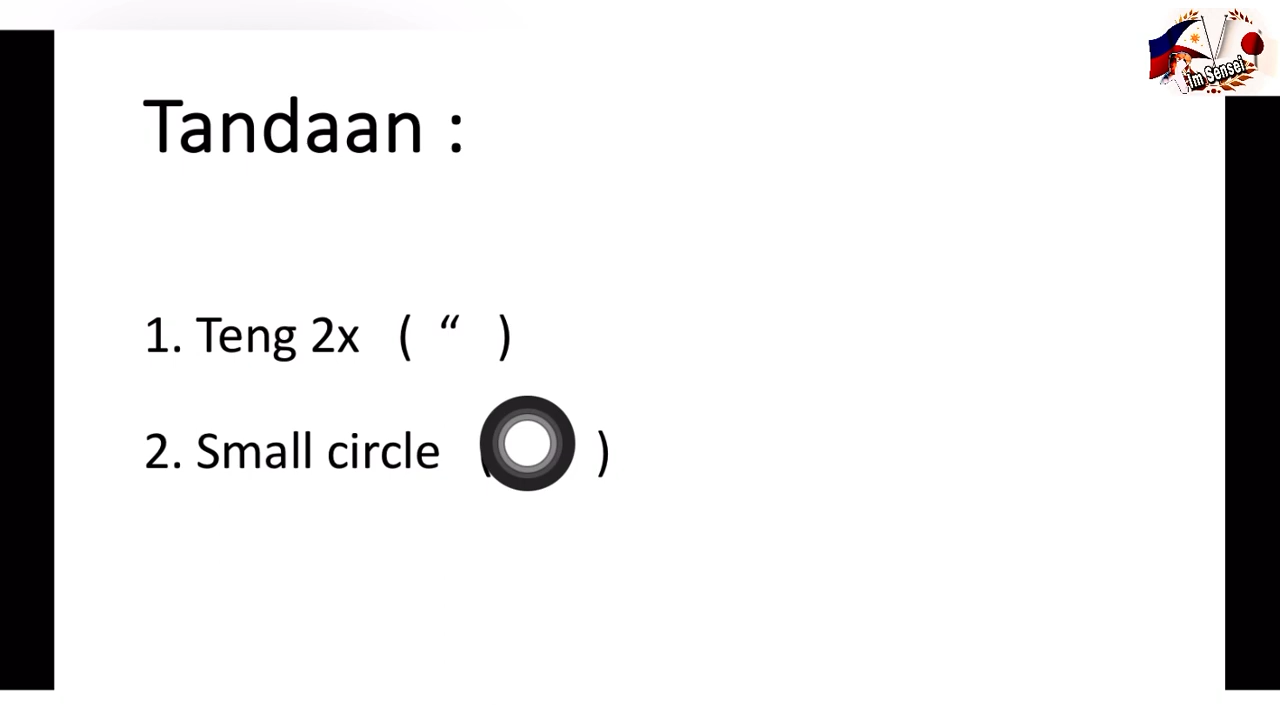 Tandaan :
1. Teng 2x ( “ )
2. Small circle ( )
im Sensei